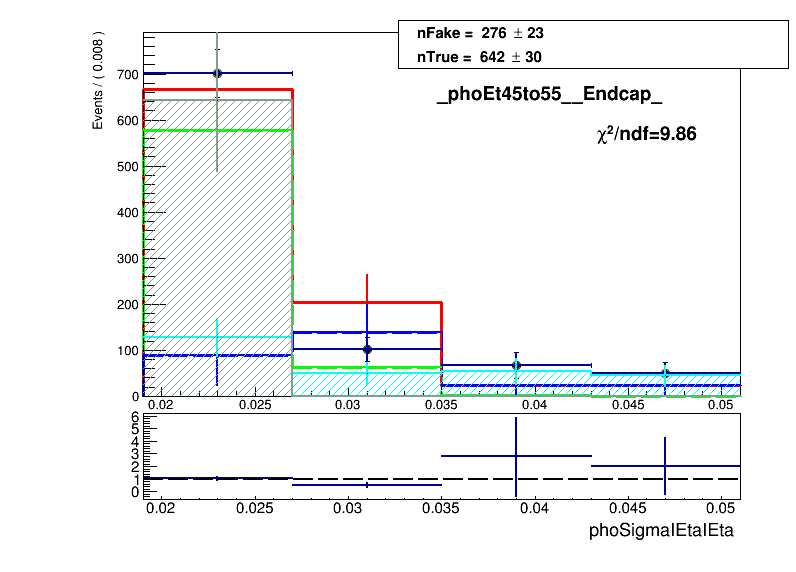 nFake = 276 ± 23
nTrue = 642 ± 30
_phoEt45to55__Endcap_
χ²/ndf=9.86
Events / ( 0.008 )
700
600
500
400
300
200
100
0
0.02 0.025 0.03 0.035 0.04 0.045 0.05
6
5
4
3
2
1
0
0.02 0.025 0.03 0.035 0.04 0.045 0.05
phoSigmaIEtaIEta